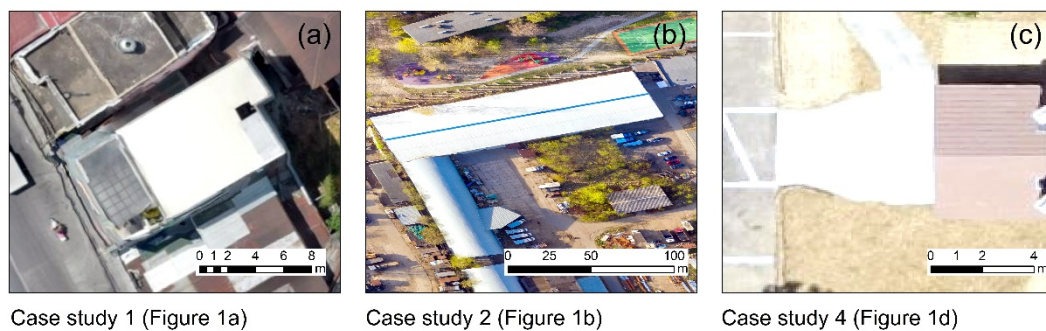 (a)
0 1 2 4 6 8
m
(b)
0 25 50 100
m
(c)
0 1 2 4
m
Case study 1 (Figure 1a)
Case study 2 (Figure 1b)
Case study 4 (Figure 1d)